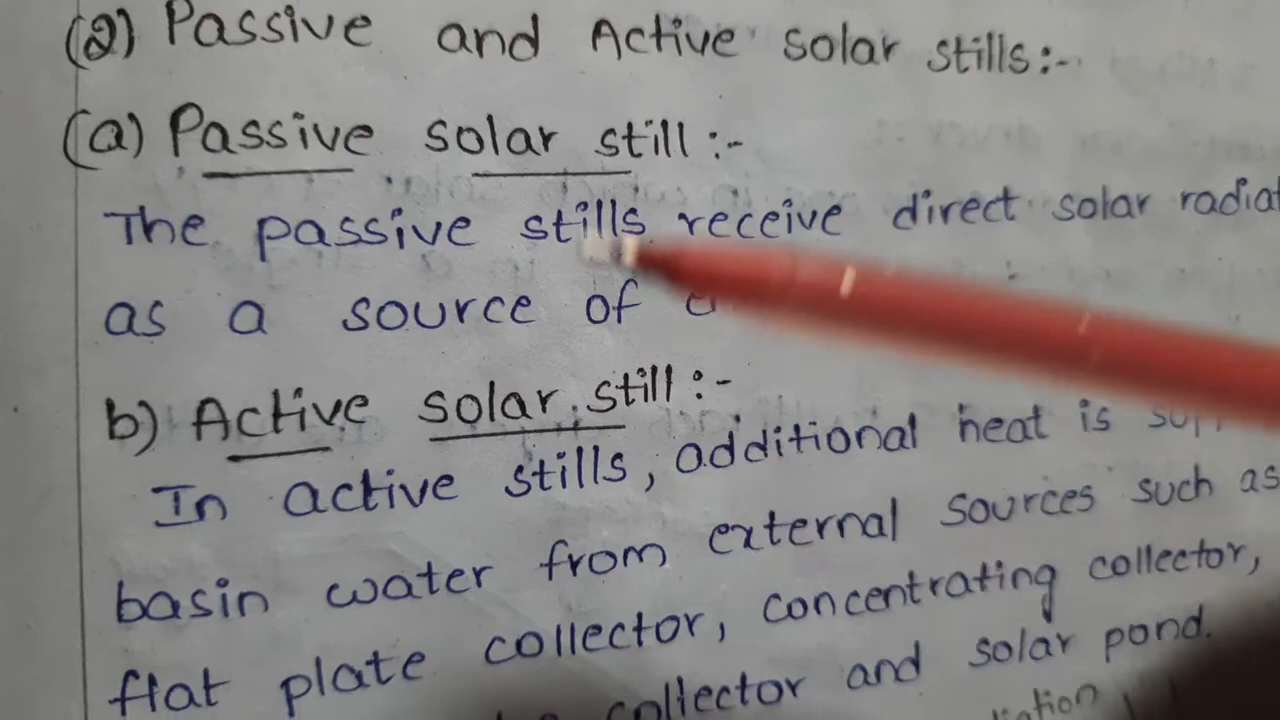 (2) Passive and Active solar stills:-
(a) Passive solar still :-
The passive stills receive direct solar radiat
as a source of
b) Active solar still :-
In active stills, additional heat is
basin water from external sources such as
flat plate collector, concentrating collector,
collector and solar pond.